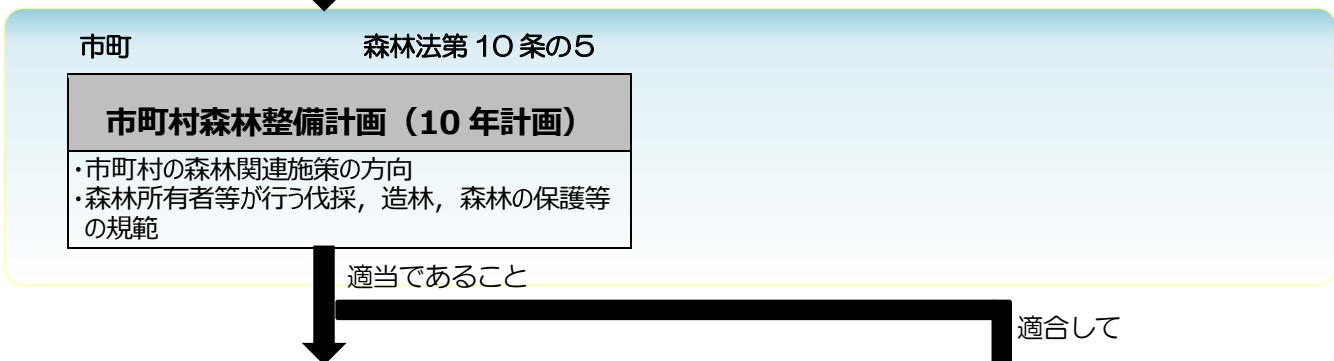 市町 森林法第10条の5
市町村森林整備計画（10 年計画）
・市町村の森林関連施策の方向
・森林所有者等が行う伐採，造林，森林の保護等
の規範
適当であること
適合して